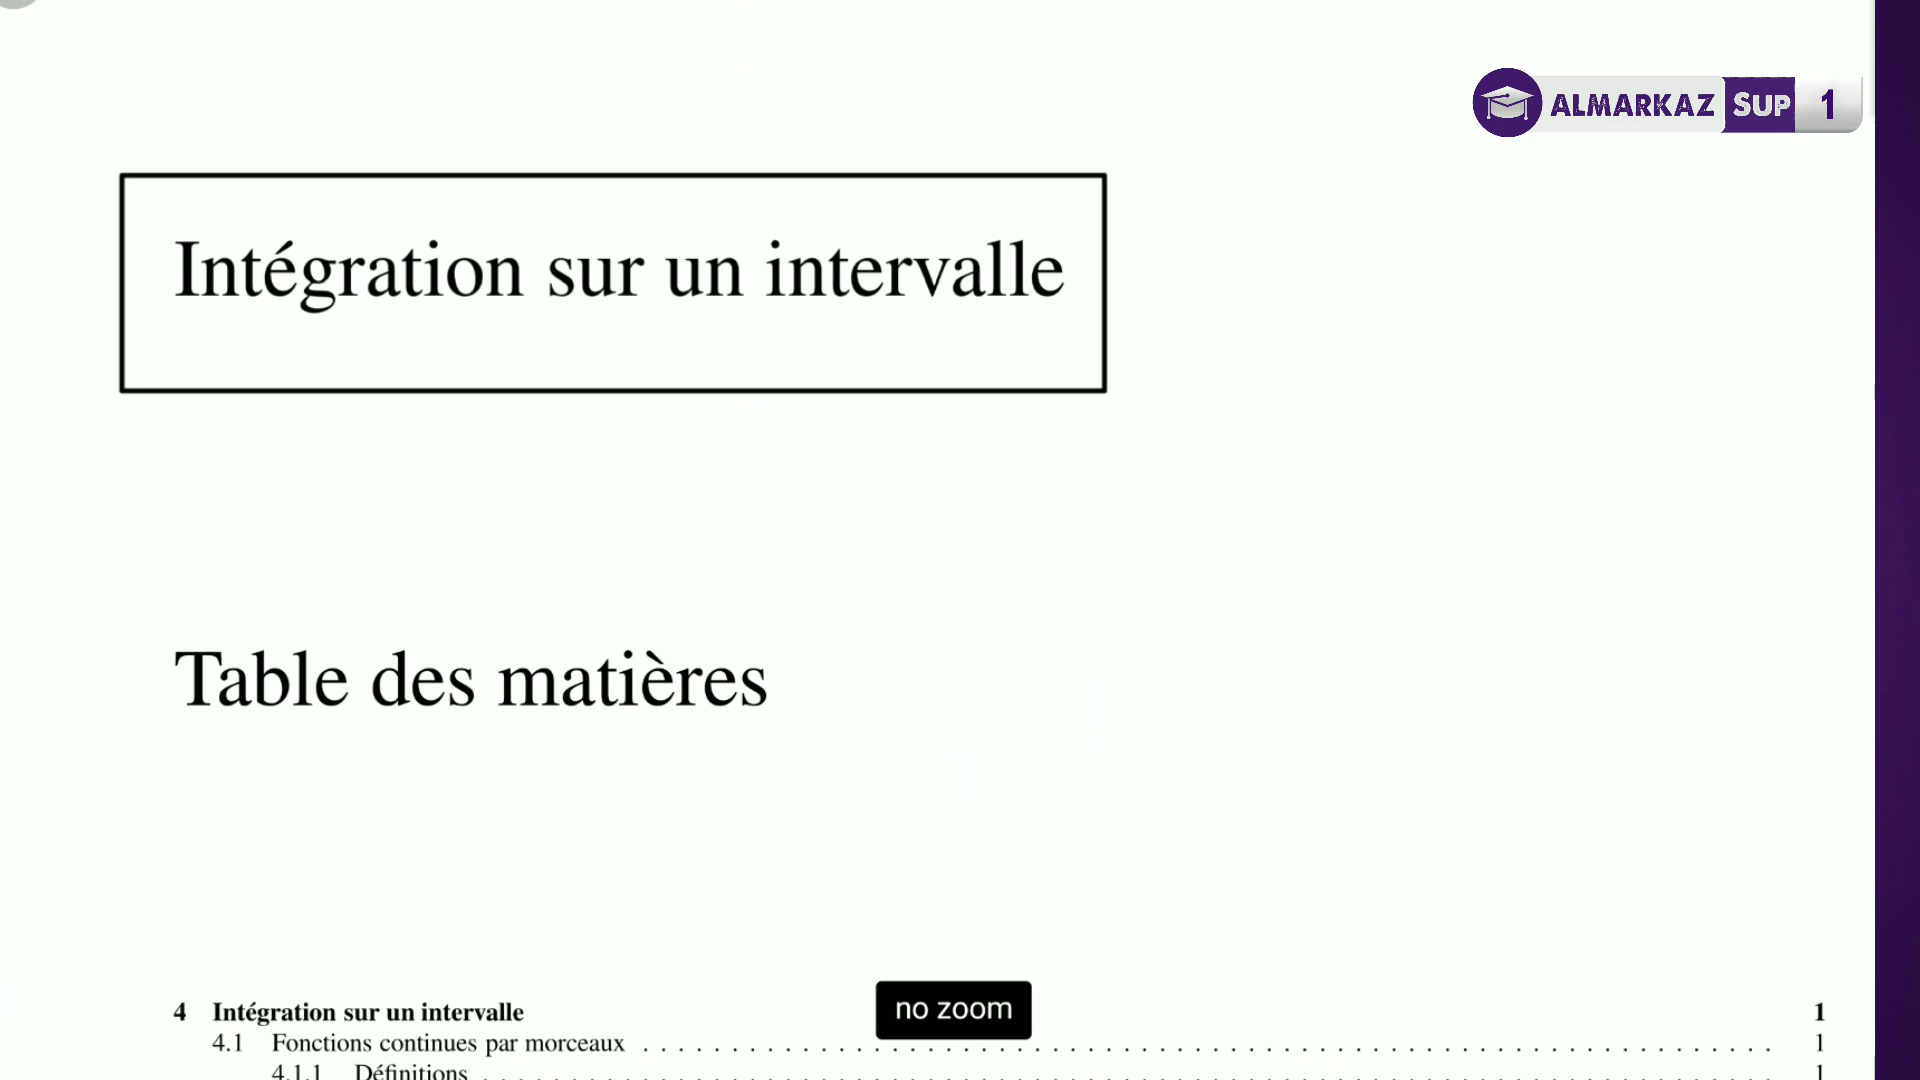 ALMARKAZ SUP 1
Intégration sur un intervalle
Table des matières
4 Intégration sur un intervalle 1
no zoom
4.1 Fonctions continues par morceaux 1
4.1.1 Définitions 1